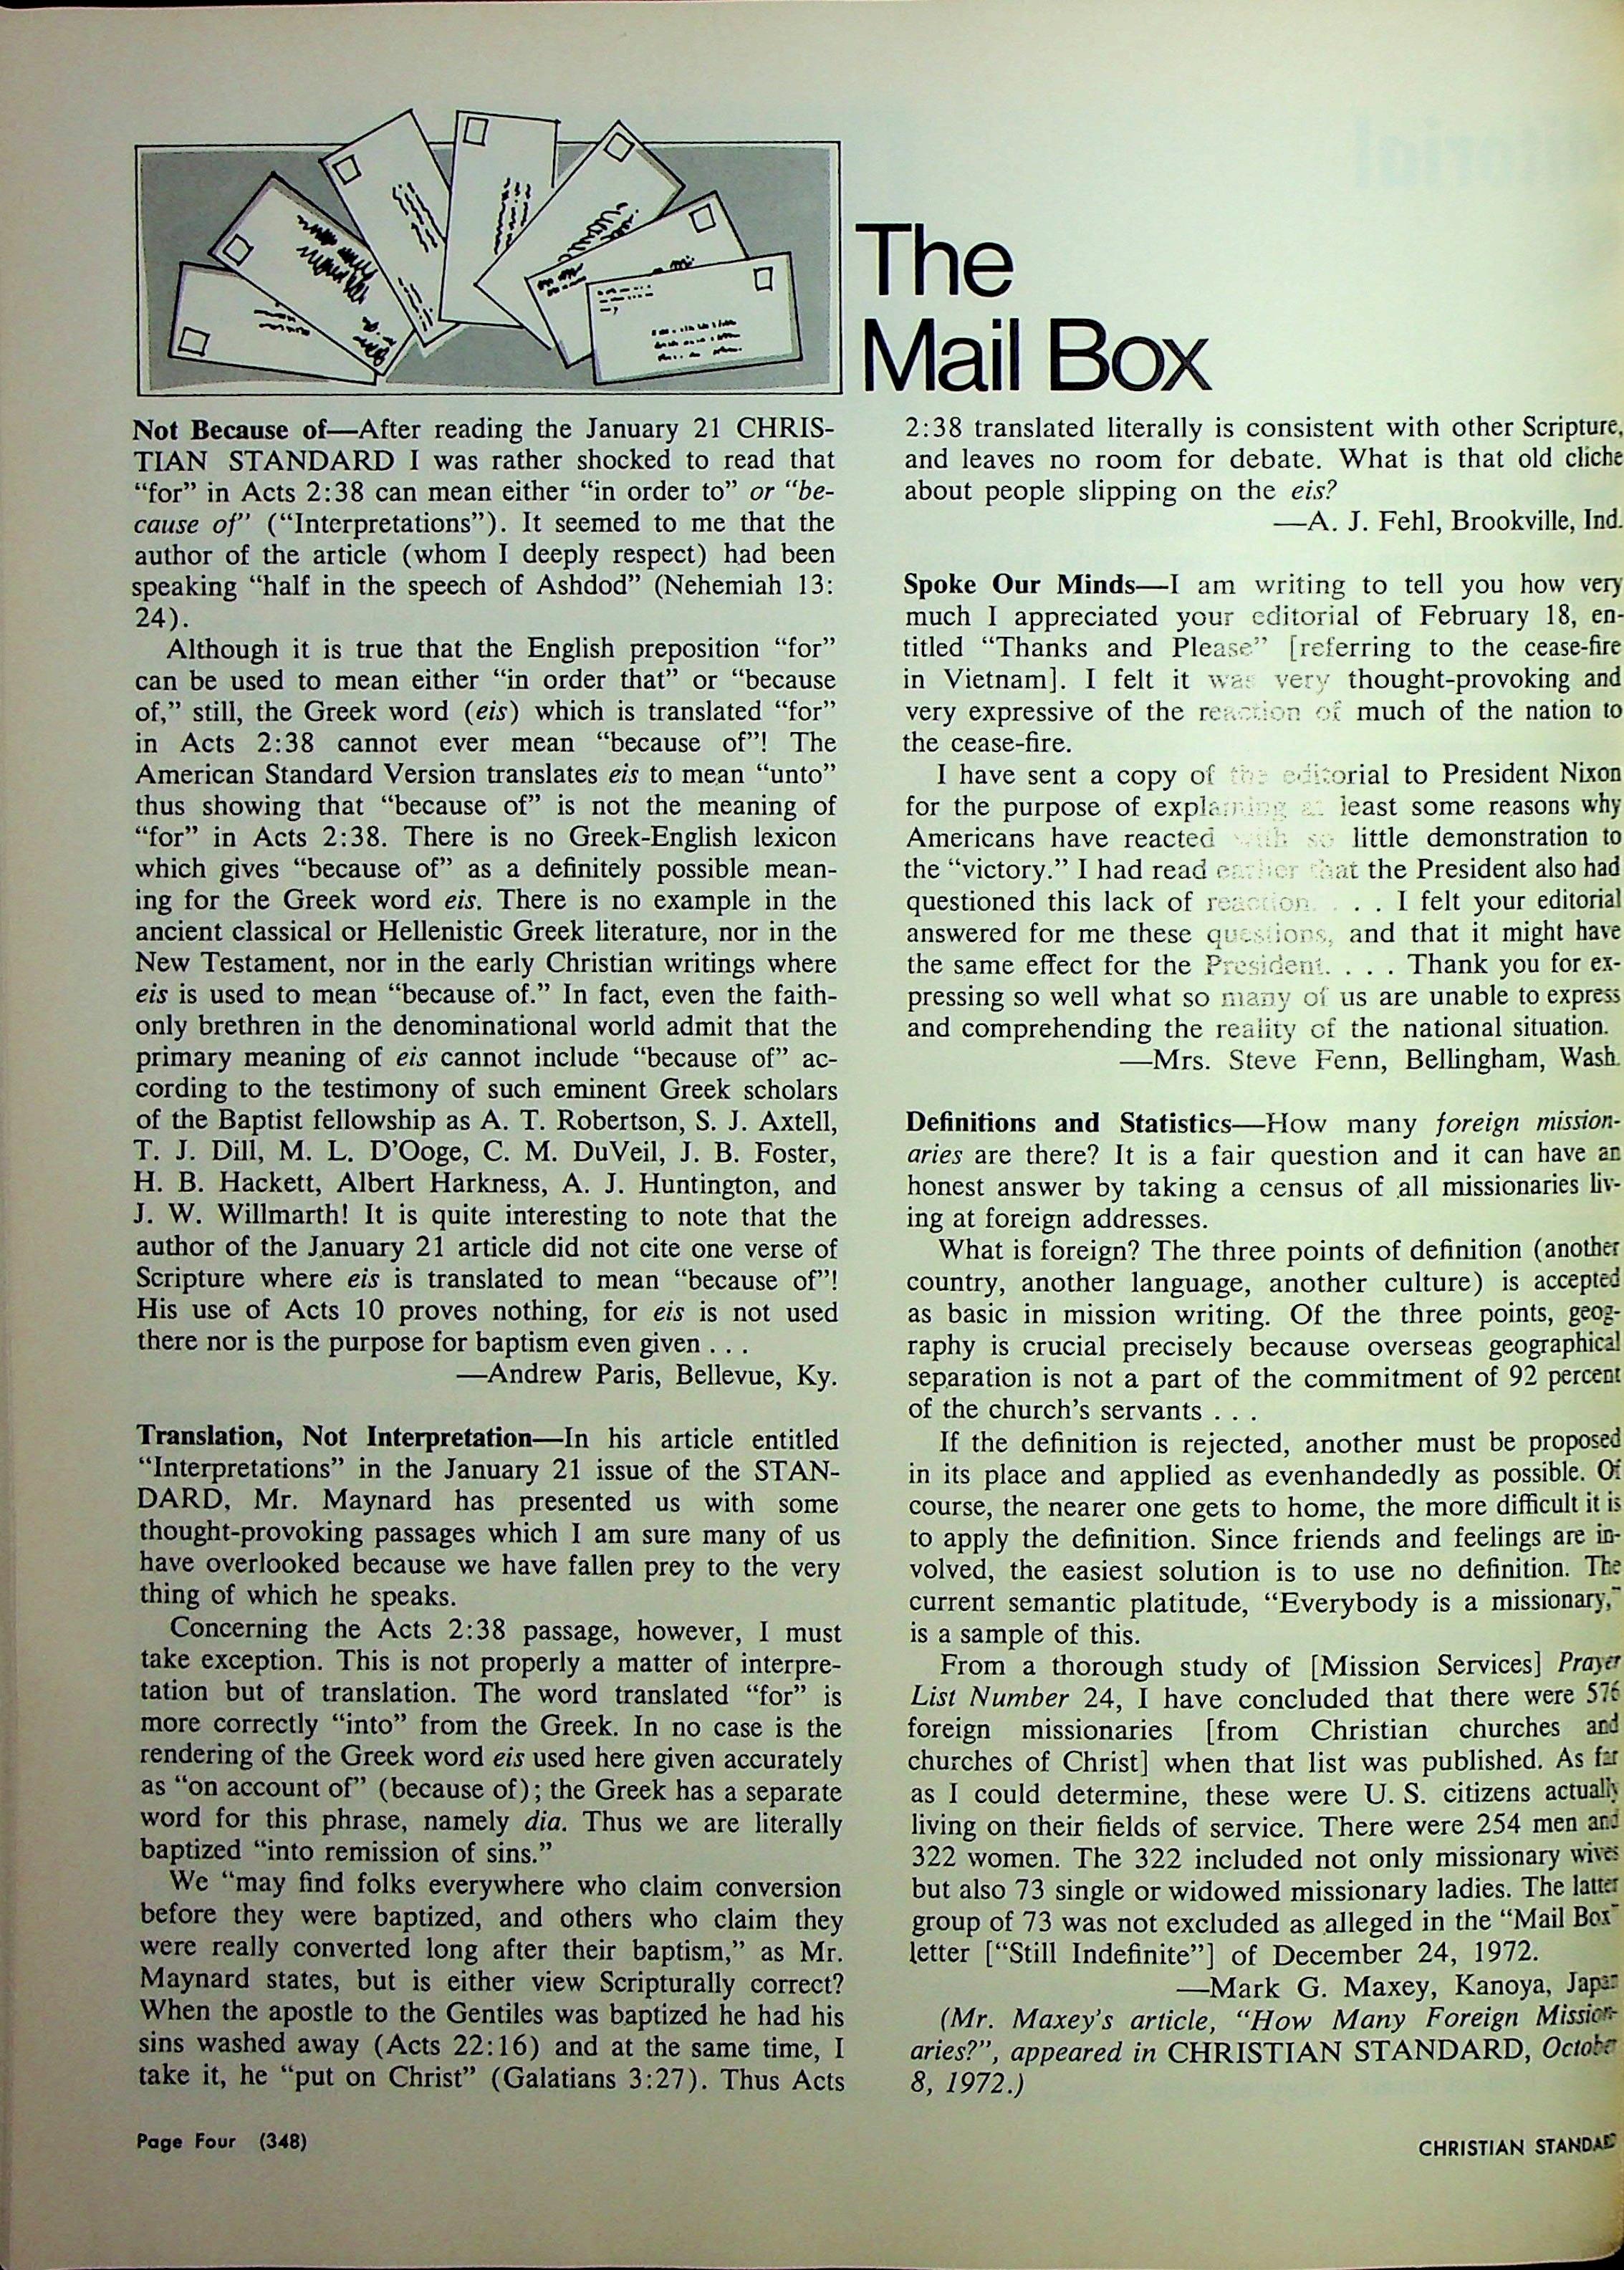 The
Mail Box
Not Because of—After reading the January 21 CHRIS-
TIAN STANDARD I was rather shocked to read that
“for” in Acts 2:38 can mean either “in order to” or “be-
cause of” (“Interpretations”). It seemed to me that the
author of the article (whom I deeply respect) had been
speaking “half in the speech of Ashdod” (Nehemiah 13:
24).
Although it is true that the English preposition “for”
can be used to mean either “in order that” or “because
of,” still, the Greek word (eis) which is translated “for”
in Acts 2:38 cannot ever mean “because of”! The
American Standard Version translates eis to mean “unto”
thus showing that “because of” is not the meaning of
“for” in Acts 2:38. There is no Greek-English lexicon
which gives “because of” as a definitely possible mean-
ing for the Greek word eis. There is no example in the
ancient classical or Hellenistic Greek literature, nor in the
New Testament, nor in the early Christian writings where
eis is used to mean “because of.” In fact, even the faith-
only brethren in the denominational world admit that the
primary meaning of eis cannot include “because of” ac-
cording to the testimony of such eminent Greek scholars
of the Baptist fellowship as A. T. Robertson, S. J. Axtell,
T. J. Dill, M. L. D’Ooge, C. M. DuVeil, J. B. Foster,
H. B. Hackett, Albert Harkness, A. J. Huntington, and
J. W. Willmarth! It is quite interesting to note that the
author of the January 21 article did not cite one verse of
Scripture where eis is translated to mean “because of”!
His use of Acts 10 proves nothing, for eis is not used
there nor is the purpose for baptism even given . . .
—Andrew Paris, Bellevue, Ky.
Translation, Not Interpretation—In his article entitled
“Interpretations” in the January 21 issue of the STAN-
DARD, Mr. Maynard has presented us with some
thought-provoking passages which I am sure many of us
have overlooked because we have fallen prey to the very
thing of which he speaks.
Concerning the Acts 2:38 passage, however, I must
take exception. This is not properly a matter of interpre-
tation but of translation. The word translated “for” is
more correctly “into” from the Greek. In no case is the
rendering of the Greek word eis used here given accurately
as “on account of” (because of); the Greek has a separate
word for this phrase, namely dia. Thus we are literally
baptized “into remission of sins.”
We “may find folks everywhere who claim conversion
before they were baptized, and others who claim they
were really converted long after their baptism,” as Mr.
Maynard states, but is either view Scripturally correct?
When the apostle to the Gentiles was baptized he had his
sins washed away (Acts 22:16) and at the same time, I
take it, he “put on Christ” (Galatians 3:27). Thus Acts
2:38 translated literally is consistent with other Scripture,
and leaves no room for debate. What is that old cliche
about people slipping on the eis?
—A. J. Fehl, Brookville, Ind.
Spoke Our Minds—I am writing to tell you how very
much I appreciated your editorial of February 18, en-
titled “Thanks and Please” [referring to the cease-fire
in Vietnam]. I felt it was very thought-provoking and
very expressive of the reaction of much of the nation to
the cease-fire.
I have sent a copy of the editorial to President Nixon
for the purpose of explaining at least some reasons why
Americans have reacted with so little demonstration to
the “victory.” I had read earlier that the President also had
questioned this lack of reaction. . . . I felt your editorial
answered for me these questions, and that it might have
the same effect for the President. . . . Thank you for ex-
pressing so well what so many of us are unable to express
and comprehending the reality of the national situation.
—Mrs. Steve Fenn, Bellingham, Wash.
Definitions and Statistics—How many foreign mission-
aries are there? It is a fair question and it can have an
honest answer by taking a census of all missionaries liv-
ing at foreign addresses.
What is foreign? The three points of definition (another
country, another language, another culture) is accepted
as basic in mission writing. Of the three points, geog-
raphy is crucial precisely because overseas geographical
separation is not a part of the commitment of 92 percent
of the church’s servants . . .
If the definition is rejected, another must be proposed
in its place and applied as evenhandedly as possible. Of
course, the nearer one gets to home, the more difficult it is
to apply the definition. Since friends and feelings are in-
volved, the easiest solution is to use no definition. The
current semantic platitude, “Everybody is a missionary,”
is a sample of this.
From a thorough study of [Mission Services] Prayer
List Number 24, I have concluded that there were 576
foreign missionaries [from Christian churches and
churches of Christ] when that list was published. As far
as I could determine, these were U. S. citizens actually
living on their fields of service. There were 254 men and
322 women. The 322 included not only missionary wives
but also 73 single or widowed missionary ladies. The latter
group of 73 was not excluded as alleged in the “Mail Box”
letter [“Still Indefinite”] of December 24, 1972.
—Mark G. Maxey, Kanoya, Japan
(Mr. Maxey’s article, “How Many Foreign Mission-
aries?”, appeared in CHRISTIAN STANDARD, October
8, 1972.)
Page Four (348)
CHRISTIAN STANDARD